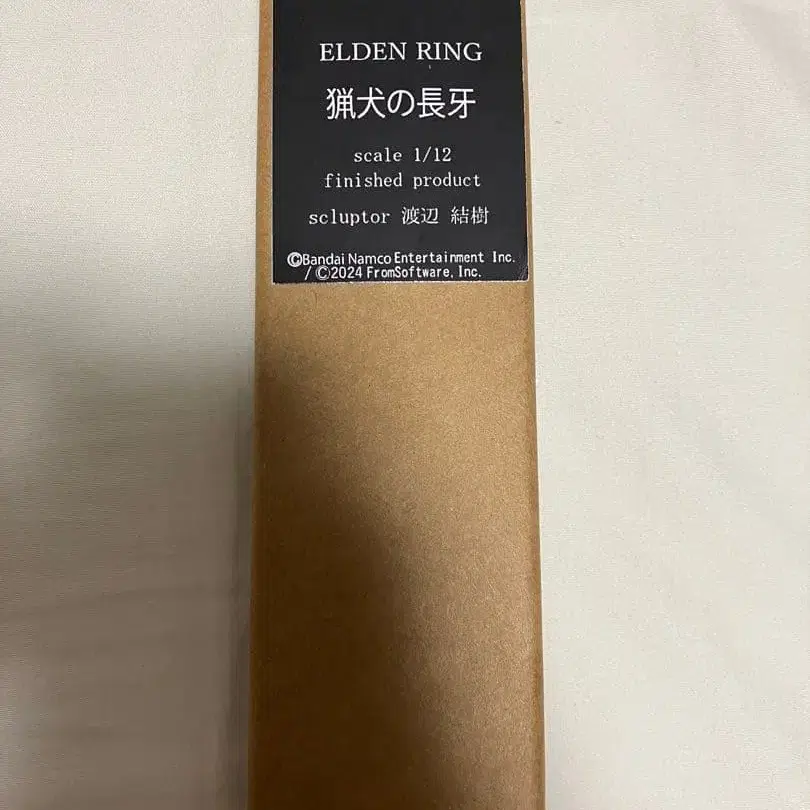 ELDEN RING
猟犬の長牙
scale 1/12
finished product
scluptor 渡辺 結樹
©Bandai Namco Entertainment Inc.
/ ©2024 FromSoftware, Inc.